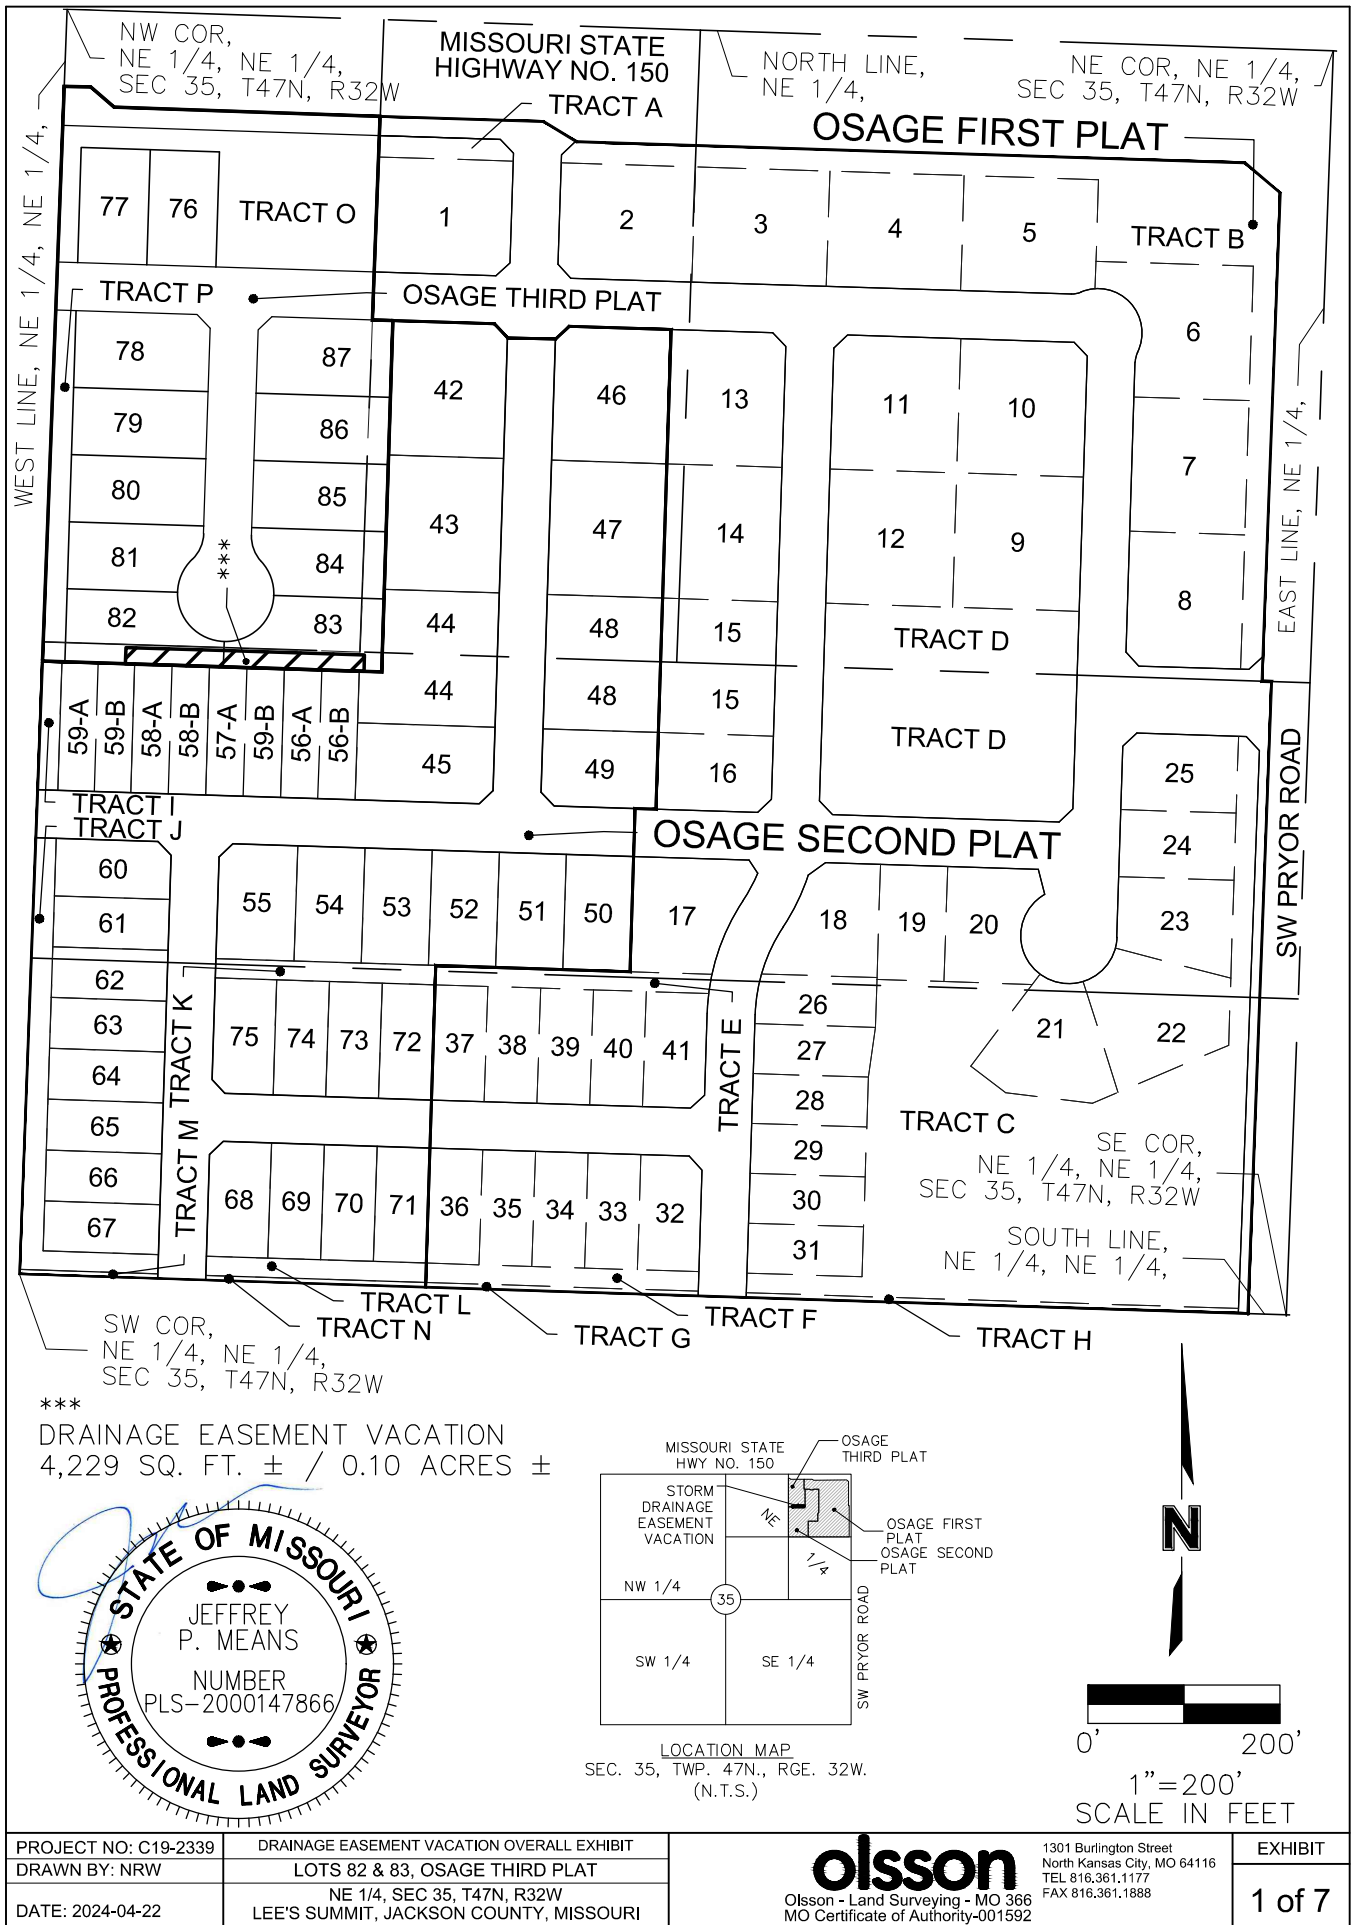 NW COR,
NE 1/4, NE 1/4,
SEC 35, T47N, R32W
MISSOURI STATE
HIGHWAY NO. 150
NORTH LINE,
NE 1/4,
NE COR, NE 1/4,
SEC 35, T47N, R32W
TRACT A
OSAGE FIRST PLAT
WEST LINE, NE 1/4, NE 1/4,
77
76
TRACT O
1
2
3
4
5
TRACT B
TRACT P
OSAGE THIRD PLAT
6
78
87
42
46
13
11
10
79
86
7
80
85
43
47
14
12
9
EAST LINE, NE 1/4,
81
***
84
8
82
83
44
48
15
TRACT D
44
48
15
TRACT D
59-A
59-B
58-A
58-B
57-A
59-B
56-A
56-B
45
49
16
25
SW PRYOR ROAD
TRACT I
TRACT J
OSAGE SECOND PLAT
24
60
55
54
53
52
51
50
17
18
19
20
23
61
62
26
63
TRACT K
75
74
73
72
37
38
39
40
41
TRACT E
27
21
22
64
28
TRACT C
65
TRACT M
29
SE COR,
NE 1/4, NE 1/4,
SEC 35, T47N, R32W
66
68
69
70
71
36
35
34
33
32
30
67
31
SOUTH LINE,
NE 1/4, NE 1/4,
TRACT L
TRACT N
TRACT G
TRACT F
TRACT H
SW COR,
NE 1/4, NE 1/4,
SEC 35, T47N, R32W
***
DRAINAGE EASEMENT VACATION
4,229 SQ. FT. ± / 0.10 ACRES ±
STATE OF MISSOURI
JEFFREY
P. MEANS
NUMBER
PLS-2000147866
PROFESSIONAL LAND SURVEYOR
MISSOURI STATE
HWY NO. 150
OSAGE
THIRD PLAT
STORM
DRAINAGE
EASEMENT
VACATION
NE
1/4
OSAGE FIRST
PLAT
OSAGE SECOND
PLAT
NW 1/4
35
SW 1/4
SE 1/4
SW PRYOR ROAD
LOCATION MAP
SEC. 35, TWP. 47N., RGE. 32W.
(N.T.S.)
N
0'
200'
1"=200'
SCALE IN FEET
PROJECT NO: C19-2339
DRAWN BY: NRW
DATE: 2024-04-22
DRAINAGE EASEMENT VACATION OVERALL EXHIBIT
LOTS 82 & 83, OSAGE THIRD PLAT
NE 1/4, SEC 35, T47N, R32W
LEE'S SUMMIT, JACKSON COUNTY, MISSOURI
olsson
Olsson - Land Surveying - MO 366
MO Certificate of Authority-001592
1301 Burlington Street
North Kansas City, MO 64116
TEL 816.361.1177
FAX 816.361.1888
EXHIBIT
1 of 7